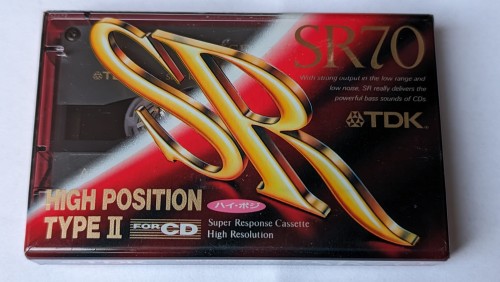 SR70
With strong output in the low range and
low noise, SR really delivers the
powerful bass sounds of CDs
TDK
SR
HIGH POSITION
TYPE II
ハイ・ポジ
FOR CD
Super Response Cassette
High Resolution